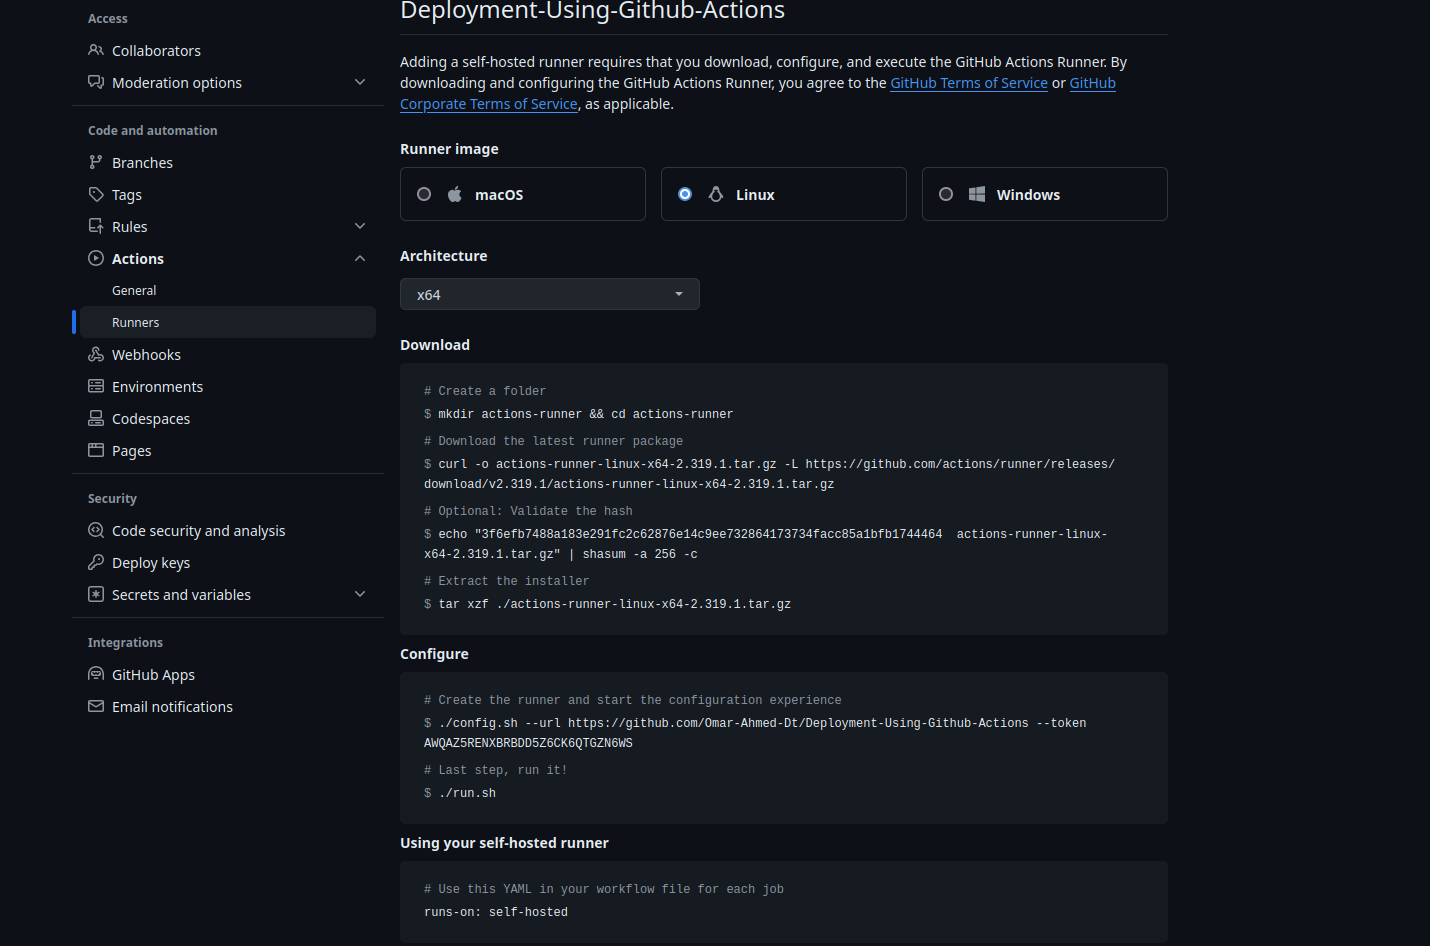 Access
Collaborators
Moderation options
Code and automation
Branches
Tags
Rules
Actions
General
Runners
Webhooks
Environments
Codespaces
Pages
Security
Code security and analysis
Deploy keys
Secrets and variables
Integrations
GitHub Apps
Email notifications
Deployment-Using-Github-Actions
Adding a self-hosted runner requires that you download, configure, and execute the GitHub Actions Runner. By
downloading and configuring the GitHub Actions Runner, you agree to the GitHub Terms of Service or GitHub
Corporate Terms of Service, as applicable.
Runner image
macOS
Linux
Windows
Architecture
x64
Download
# Create a folder
$ mkdir actions-runner && cd actions-runner
# Download the latest runner package
$ curl -o actions-runner-linux-x64-2.319.1.tar.gz -L https://github.com/actions/runner/releases/
download/v2.319.1/actions-runner-linux-x64-2.319.1.tar.gz
# Optional: Validate the hash
$ echo "3f6efb7488a183e291fc2c62876e14c9ee732864173734facc85a1bfb1744464  actions-runner-linux-
x64-2.319.1.tar.gz" | shasum -a 256 -c
# Extract the installer
$ tar xzf ./actions-runner-linux-x64-2.319.1.tar.gz
Configure
# Create the runner and start the configuration experience
$ ./config.sh --url https://github.com/Omar-Ahmed-Dt/Deployment-Using-Github-Actions --token
AWQAZ5RENXBRBDD5Z6CK6QTGZN6WS
# Last step, run it!
$ ./run.sh
Using your self-hosted runner
# Use this YAML in your workflow file for each job
runs-on: self-hosted